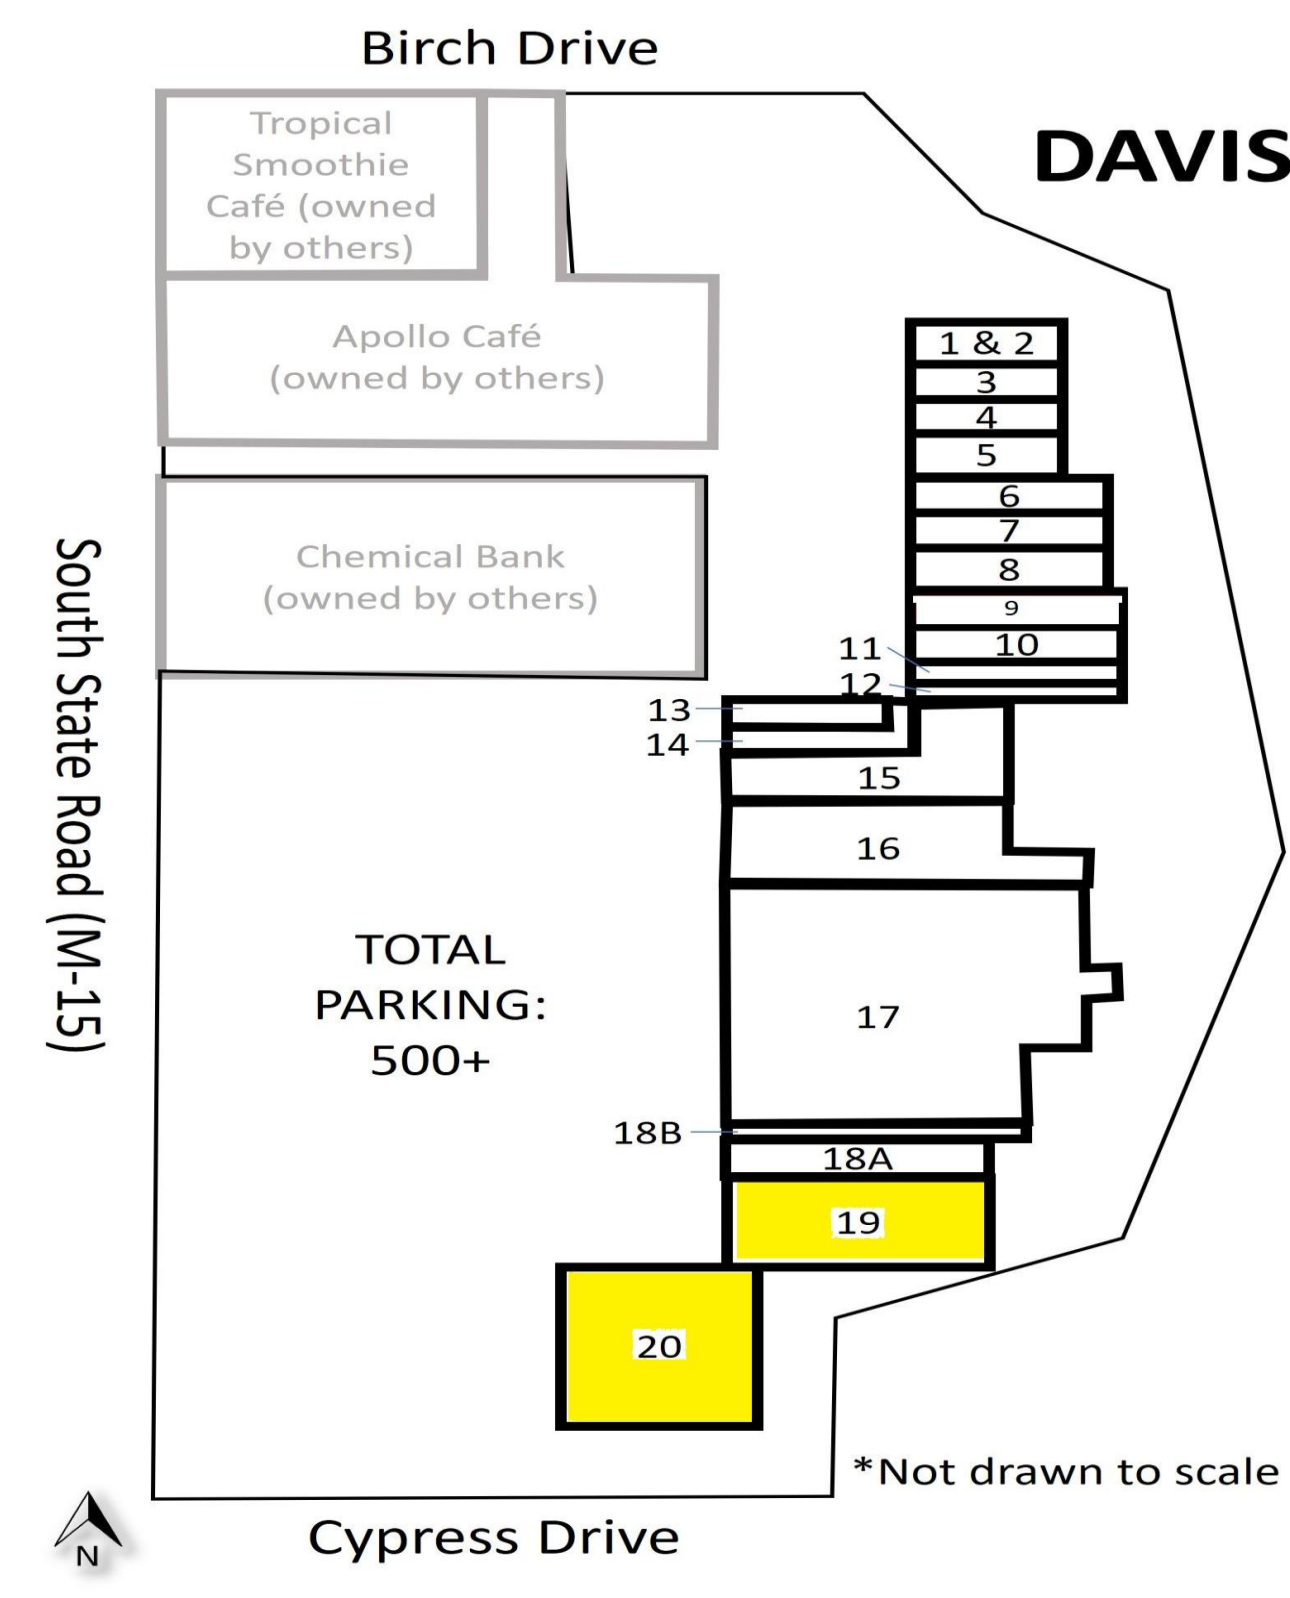 Birch Drive
DAVIS
Tropical
Smoothie
Café (owned
by others)
Apollo Café
(owned by others)
Chemical Bank
(owned by others)
South State Road (M-15)
1 & 2
3
4
5
6
7
8
9
10
11
12
13
14
15
16
17
TOTAL
PARKING:
500+
18B
18A
19
20
*Not drawn to scale
Cypress Drive
N